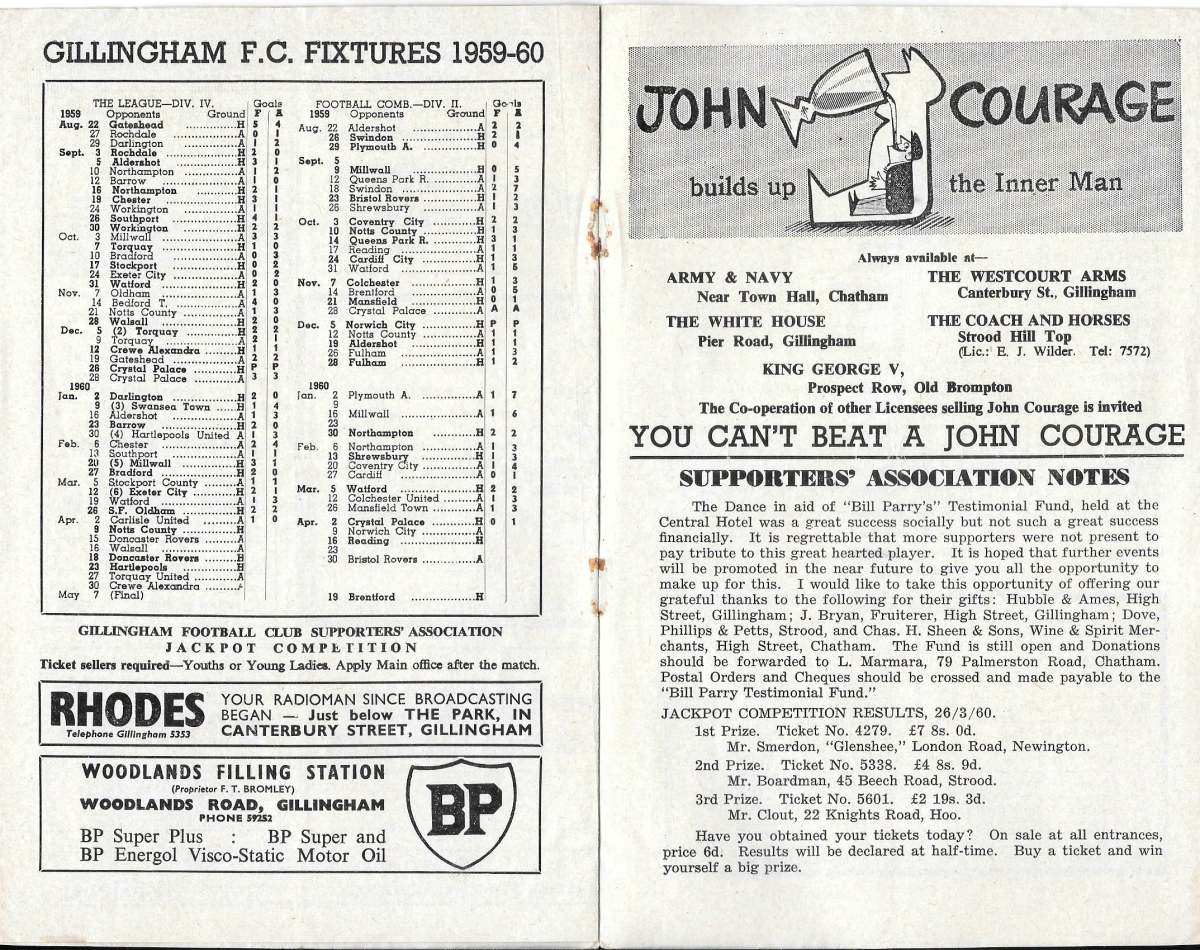 GILLINGHAM F.C. FIXTURES 1959-60
THE LEAGUE—DIV. IV. Goals
1959 Opponents Ground F A
Aug. 22 Gateshead ..............H 5 4
27 Rochdale ..................A 0 1
29 Darlington ................A 1 2
Sept. 3 Rochdale ..................H 2 0
5 Aldershot ..................H 3 1
10 Northampton ...............A 1 2
12 Barrow .....................A 1 0
16 Northampton ............H 2 1
19 Chester ....................H 3 1
24 Workington ...............A 1 1
26 Southport .................H 4 1
30 Workington ...............H 2 2
Oct. 3 Millwall ....................A 3 3
7 Torquay ...................H 1 0
10 Bradford ..................A 0 3
17 Stockport .................H 0 2
24 Exeter City ...............A 0 2
31 Watford ...................H 2 0
Nov. 7 Oldham ....................A 1 3
14 Bedford T. ................A 4 0
21 Notts County ............A 1 3
28 Walsall ....................H 2 0
Dec. 5 (2) Torquay ...............H 2 2
9 Torquay ....................A 2 1
12 Crewe Alexandra ........H 1 1
19 Gateshead .................A 2 2
26 Crystal Palace ...........H P P
28 Crystal Palace ...........A 3 3
1960
Jan. 2 Darlington ................H 2 0
9 (3) Swansea Town .....H 1 4
16 Aldershot .................A 1 3
23 Barrow .....................H 2 0
30 (4) Hartlepools United A 1 3
Feb. 6 Chester ....................A 2 4
13 Southport .................A 1 1
20 (5) Millwall ...............H 3 1
27 Bradford ..................H 2 0
Mar. 5 Stockport County ......A 1 1
12 (6) Exeter City ..........H 2 1
19 Watford ...................A 1 3
26 S.F. Oldham .............H 2 2
Apr. 2 Carlisle United ..........A 1 0
9 Notts County ............H
15 Doncaster Rovers .......A
16 Walsall ....................A
18 Doncaster Rovers .......H
23 Hartlepools ..............H
27 Torquay United .........A
30 Crewe Alexandra .......A
May 7 (Final)
FOOTBALL COMB.—DIV. II. Goals
1959 Opponents Ground F A
Aug. 22 Aldershot ................A 2 2
26 Swindon ..................H 2 1
29 Plymouth A. ............H 0 4
Sept. 5
9 Millwall ..................H 0 5
12 Queens Park R. .........A 1 3
18 Swindon ..................A 2 7
23 Bristol Rovers ...........H 1 2
26 Shrewsbury ..............A 1 3
Oct. 3 Coventry City ...........H 2 2
10 Notts County ............H 1 3
14 Queens Park R. .........H 3 1
17 Reading ..................A 1 1
24 Cardiff City .............H 1 3
31 Watford ..................A 1 6
Nov. 7 Colchester ...............H 1 3
14 Brentford ................A 0 5
21 Mansfield ................H 0 1
28 Crystal Palace ..........A A A
Dec. 5 Norwich City ............H P P
12 Notts County ............A 1 1
19 Aldershot ................H 1 1
26 Fulham ...................A 1 3
28 Fulham ...................H 1 2
1960
Jan. 2 Plymouth A. ............A 1 7
9
16 Millwall ..................A 1 6
23
30 Northampton ............H 2 2
Feb. 6 Northampton ............A 1 3
13 Shrewsbury ..............H 1 3
20 Coventry City ...........A 1 4
27 Cardiff ...................A 0 1
Mar. 5 Watford ..................H 2 2
12 Colchester United ......A 1 3
26 Mansfield Town .........A 1 3
Apr. 2 Crystal Palace ..........H 0 1
9 Norwich City ............A
16 Reading ..................H
23
30 Bristol Rovers ...........A
19 Brentford ................H
GILLINGHAM FOOTBALL CLUB SUPPORTERS' ASSOCIATION
JACKPOT COMPETITION
Ticket sellers required—Youths or Young Ladies. Apply Main office after the match.
RHODES
Telephone Gillingham 5353
YOUR RADIOMAN SINCE BROADCASTING
BEGAN — Just below THE PARK, IN
CANTERBURY STREET, GILLINGHAM
WOODLANDS FILLING STATION
(Proprietor F. T. BROMLEY)
WOODLANDS ROAD, GILLINGHAM
PHONE 59252
BP Super Plus : BP Super and
BP Energol Visco-Static Motor Oil
BP
JOHN COURAGE
builds up the Inner Man
Always available at—
ARMY & NAVY
Near Town Hall, Chatham
THE WESTCOURT ARMS
Canterbury St., Gillingham
THE WHITE HOUSE
Pier Road, Gillingham
THE COACH AND HORSES
Strood Hill Top
(Lic.: E. J. Wilder. Tel: 7572)
KING GEORGE V,
Prospect Row, Old Brompton
The Co-operation of other Licensees selling John Courage is invited
YOU CAN'T BEAT A JOHN COURAGE
SUPPORTERS' ASSOCIATION NOTES
The Dance in aid of "Bill Parry's" Testimonial Fund, held at the
Central Hotel was a great success socially but not such a great success
financially. It is regrettable that more supporters were not present to
pay tribute to this great hearted player. It is hoped that further events
will be promoted in the near future to give you all the opportunity to
make up for this. I would like to take this opportunity of offering our
grateful thanks to the following for their gifts: Hubble & Ames, High
Street, Gillingham; J. Bryan, Fruiterer, High Street, Gillingham; Dove,
Phillips & Petts, Strood, and Chas. H. Sheen & Sons, Wine & Spirit Mer-
chants, High Street, Chatham. The Fund is still open and Donations
should be forwarded to L. Marmara, 79 Palmerston Road, Chatham.
Postal Orders and Cheques should be crossed and made payable to the
"Bill Parry Testimonial Fund."
JACKPOT COMPETITION RESULTS, 26/3/60.
1st Prize. Ticket No. 4279. £7 8s. 0d.
Mr. Smerdon, "Glenshee," London Road, Newington.
2nd Prize. Ticket No. 5338. £4 8s. 9d.
Mr. Boardman, 45 Beech Road, Strood.
3rd Prize. Ticket No. 5601. £2 19s. 3d.
Mr. Clout, 22 Knights Road, Hoo.
Have you obtained your tickets today? On sale at all entrances,
price 6d. Results will be declared at half-time. Buy a ticket and win
yourself a big prize.